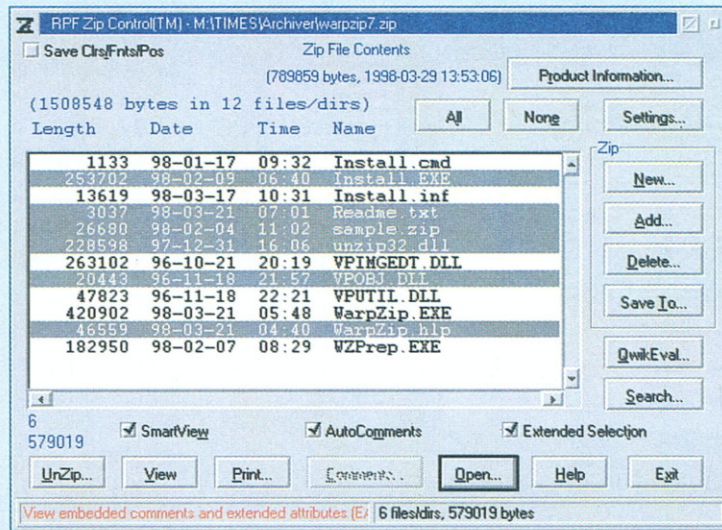 RPF Zip Control(TM) - M:\TIMES\Archiver\warpzip7.zip
Save Clrs/Fnts/Pos
Zip File Contents
(789859 bytes, 1998-03-29 13:53:06)
Product Information...
(1508548 bytes in 12 files/dirs)
All
None
Settings...
Length Date Time Name
Zip
1133 98-01-17 09:32 Install.cmd
253702 98-02-09 06:40 Install.EXE
13619 98-03-17 10:31 Install.inf
3037 98-03-21 07:01 Readme.txt
26680 98-02-04 11:02 sample.zip
228598 97-12-31 16:06 unzip32.dll
263102 96-10-21 20:19 VPIMGEDT.DLL
20443 96-11-18 21:57 VPOBJ.DLL
47823 96-11-18 22:21 VPUTIL.DLL
420902 98-03-21 05:48 WarpZip.EXE
46559 98-03-21 04:40 WarpZip.hlp
182950 98-02-07 08:29 WZPrep.EXE
New...
Add...
Delete...
Save To...
QwikEval...
Search...
6
579019
SmartView
AutoComments
Extended Selection
UnZip...
View
Print...
Comments...
Open...
Help
Exit
View embedded comments and extended attributes (EA
6 files/dirs, 579019 bytes